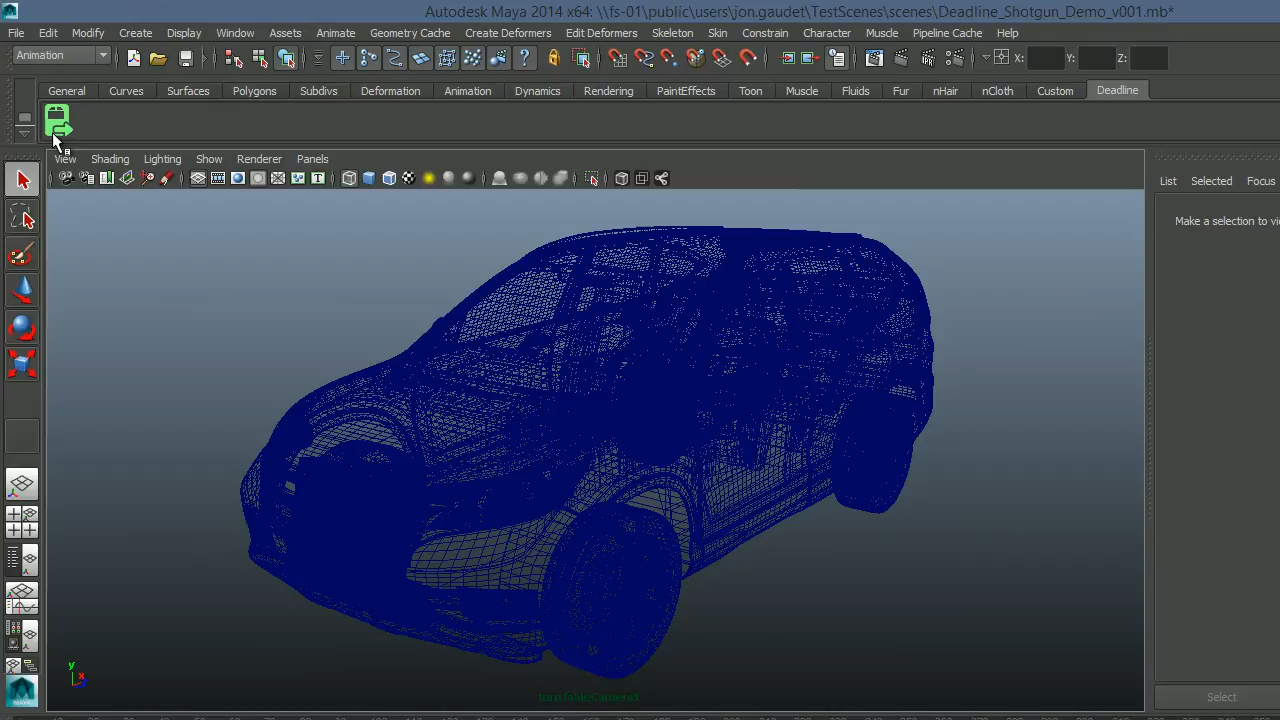 Autodesk Maya 2014 x64: \\fs-01\public\users\jon.gaudet\TestScenes\scenes\Deadline_Shotgun_Demo_v001.mb*
File Edit Modify Create Display Window Assets Animate Geometry Cache Create Deformers Edit Deformers Skeleton Skin Constrain Character Muscle Pipeline Cache Help
Animation X: Y: Z:
General Curves Surfaces Polygons Subdivs Deformation Animation Dynamics Rendering PaintEffects Toon Muscle Fluids Fur nHair nCloth Custom Deadline
View Shading Lighting Show Renderer Panels
List Selected Focus
Make a selection to vi
y
x
turnTableCamera1
Select
MAYA